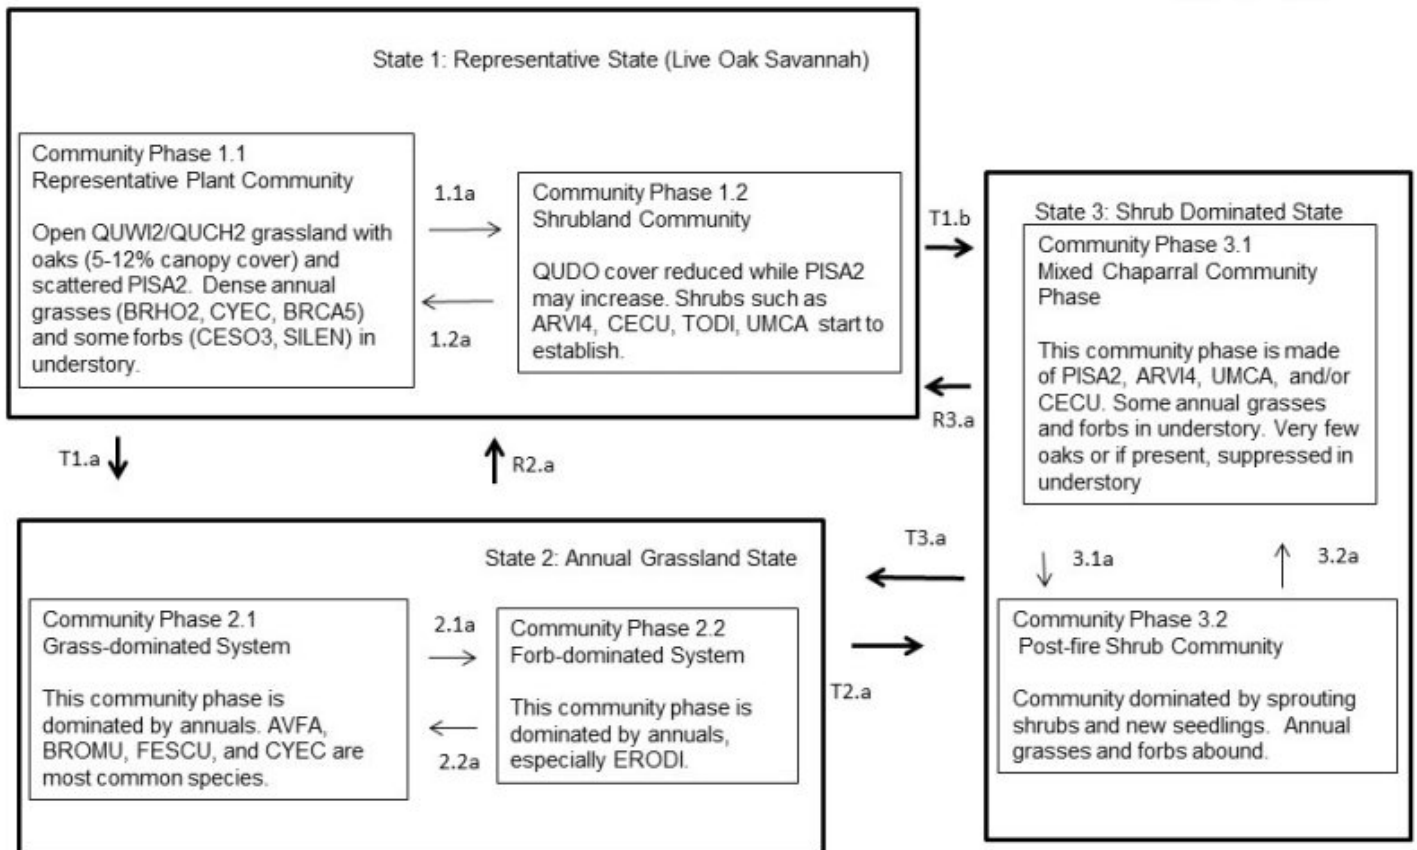 State 1: Representative State (Live Oak Savannah)
Community Phase 1.1
Representative Plant Community
Open QUWI2/QUCH2 grassland with
oaks (5-12% canopy cover) and
scattered PISA2. Dense annual
grasses (BRHO2, CYEC, BRCA5)
and some forbs (CESO3, SILEN) in
understory.
1.1a
1.2a
Community Phase 1.2
Shrubland Community
QUDO cover reduced while PISA2
may increase. Shrubs such as
ARVI4, CECU, TODI, UMCA start to
establish.
T1.b
R3.a
State 3: Shrub Dominated State
Community Phase 3.1
Mixed Chaparral Community
Phase
This community phase is made
of PISA2, ARVI4, UMCA, and/or
CECU. Some annual grasses
and forbs in understory. Very few
oaks or if present, suppressed in
understory
3.1a
3.2a
Community Phase 3.2
Post-fire Shrub Community
Community dominated by sprouting
shrubs and new seedlings. Annual
grasses and forbs abound.
T1.a
R2.a
T3.a
T2.a
State 2: Annual Grassland State
Community Phase 2.1
Grass-dominated System
This community phase is
dominated by annuals. AVFA,
BROMU, FESCU, and CYEC are
most common species.
2.1a
2.2a
Community Phase 2.2
Forb-dominated System
This community phase is
dominated by annuals,
especially ERODI.